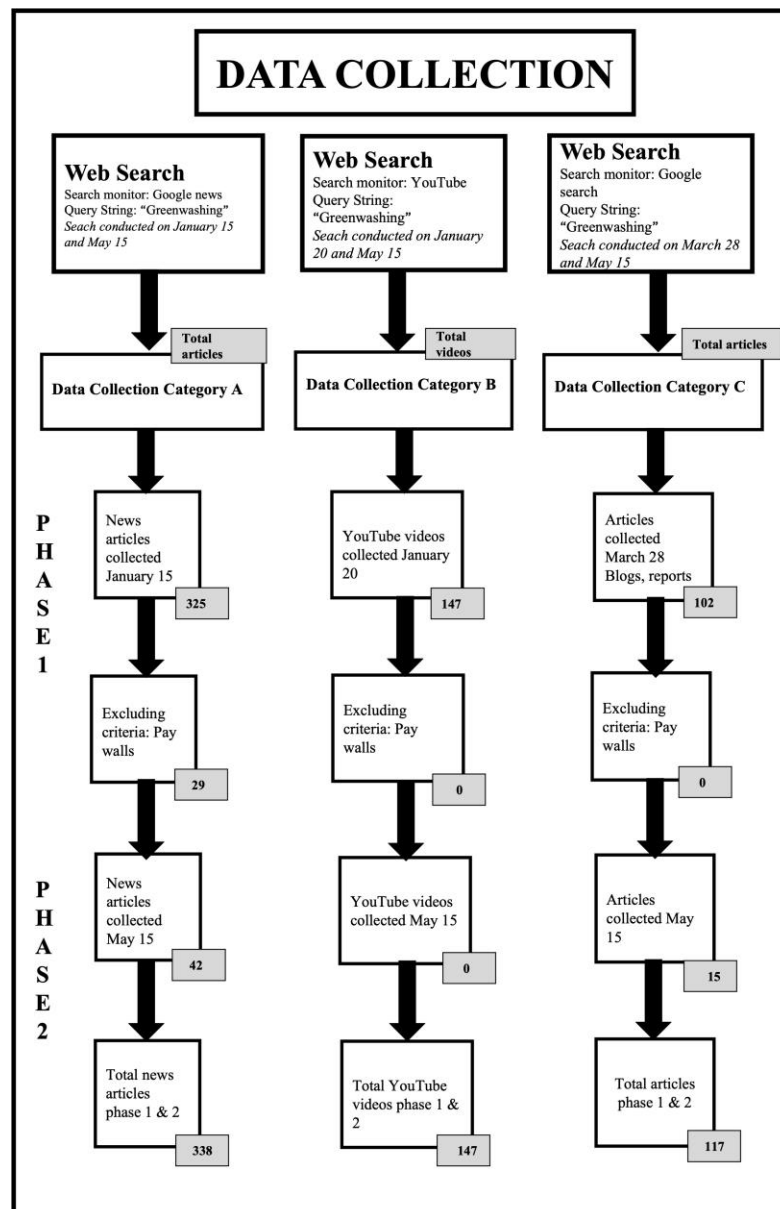 DATA COLLECTION
Web Search
Search monitor: Google news
Query String: “Greenwashing”
Seach conducted on January 15
and May 15
Web Search
Search monitor: YouTube
Query String:
“Greenwashing”
Seach conducted on January
20 and May 15
Web Search
Search monitor: Google
search
Query String:
“Greenwashing”
Seach conducted on March 28
and May 15
Total
articles
Data Collection Category A
Total
videos
Data Collection Category B
Total articles
Data Collection Category C
PHASE1
News
articles
collected
January 15
325
YouTube videos
collected January
20
147
Articles
collected
March 28
Blogs, reports
102
Excluding
criteria: Pay
walls
29
Excluding
criteria: Pay
walls
0
Excluding
criteria: Pay
walls
0
PHASE2
News
articles
collected
May 15
42
YouTube videos
collected May 15
0
Articles
collected May
15
15
Total news
articles
phase 1 & 2
338
Total YouTube
videos phase 1 &
2
147
Total articles
phase 1 & 2
117